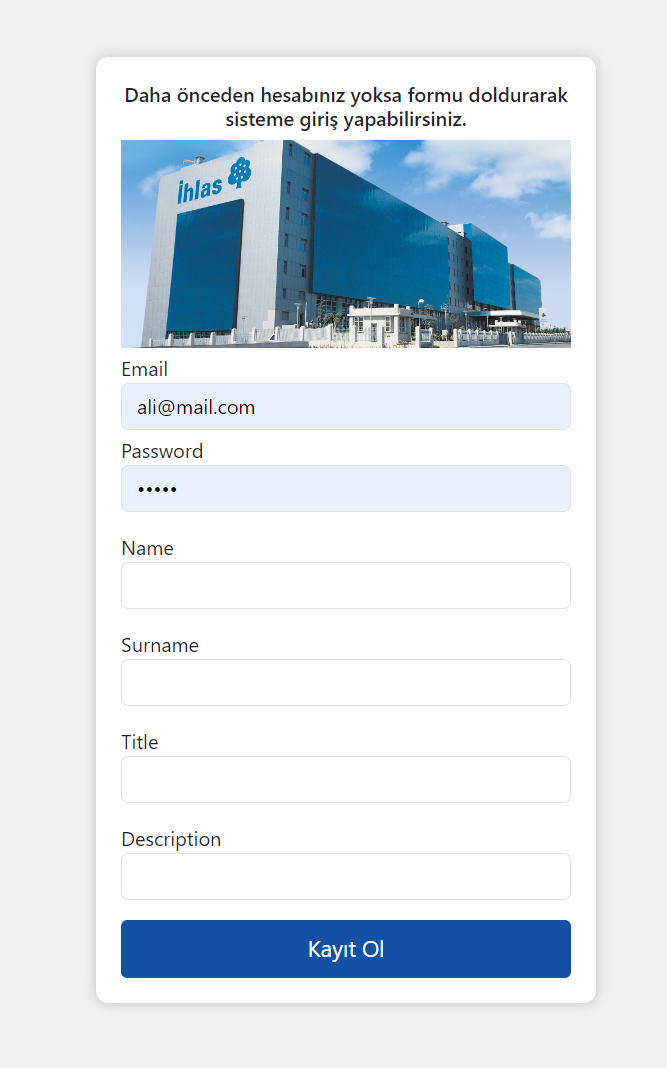 Daha önceden hesabınız yoksa formu doldurarak
sisteme giriş yapabilirsiniz.
ihlas
Email
ali@mail.com
Password
•••••
Name
Surname
Title
Description
Kayıt Ol